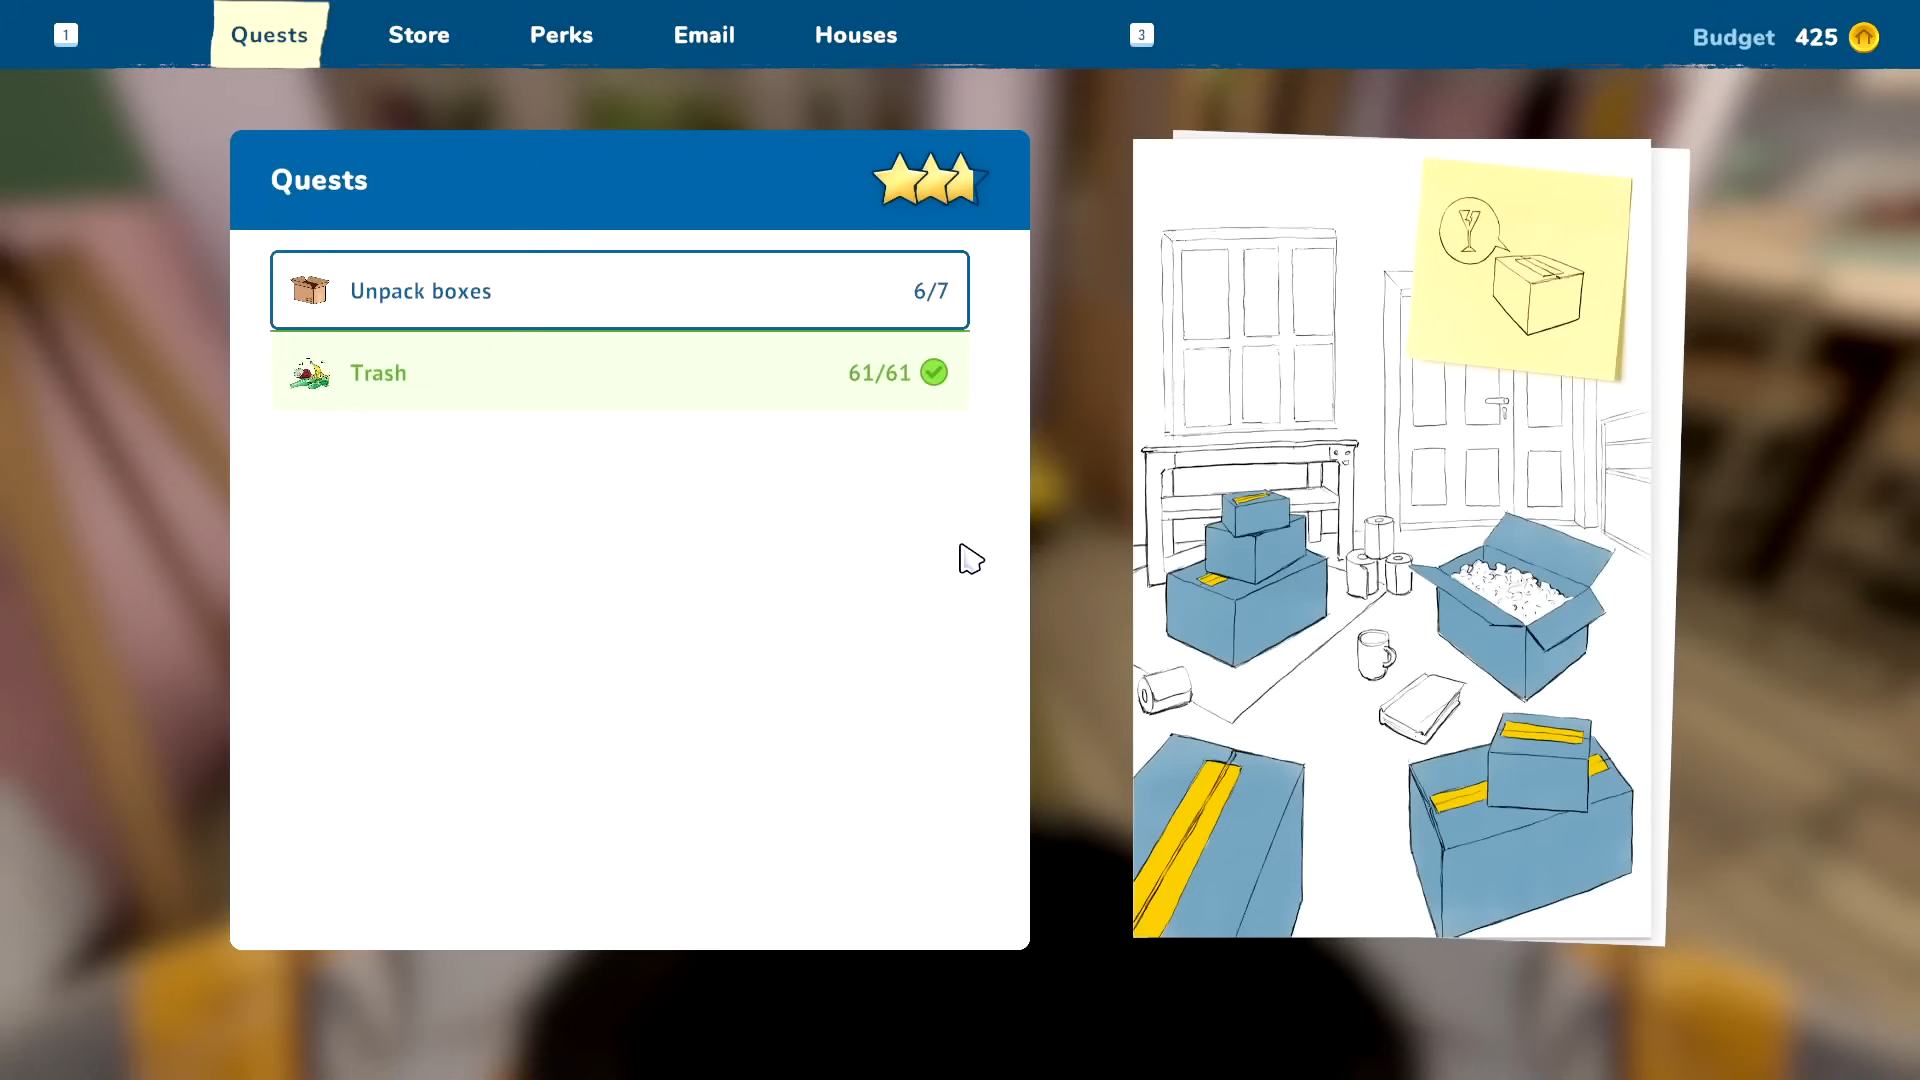 1
Quests
Store
Perks
Email
Houses
3
Budget 425
Quests
Unpack boxes 6/7
Trash 61/61